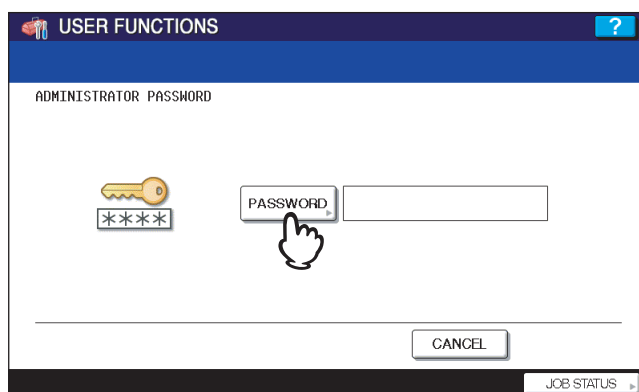 USER FUNCTIONS
?
ADMINISTRATOR PASSWORD
PASSWORD
****
CANCEL
JOB STATUS